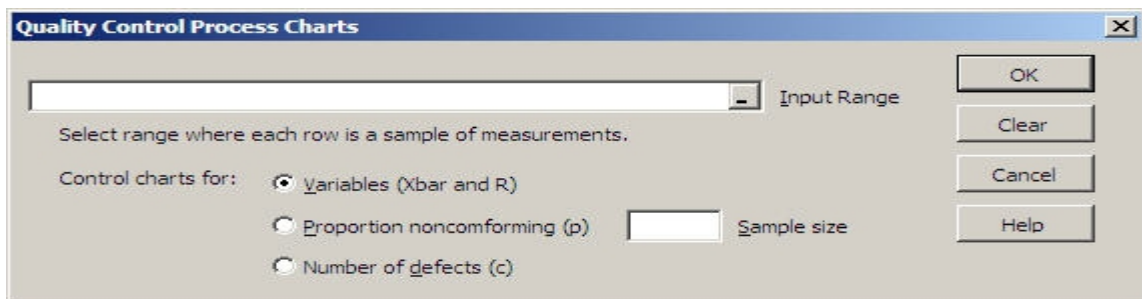 Quality Control Process Charts
Input Range
OK
Select range where each row is a sample of measurements.
Clear
Control charts for:
Variables (Xbar and R)
Cancel
Proportion noncomforming (p)
Sample size
Help
Number of defects (c)